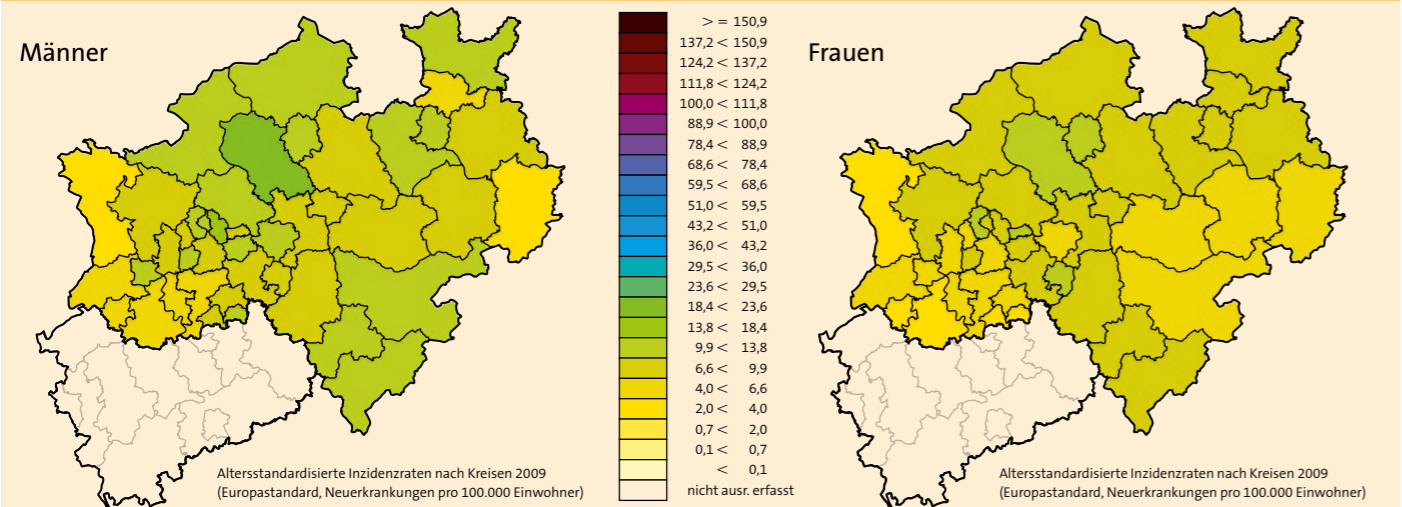 Männer
> = 150,9
137,2 < 150,9
124,2 < 137,2
111,8 < 124,2
100,0 < 111,8
88,9 < 100,0
78,4 < 88,9
68,6 < 78,4
59,5 < 68,6
51,0 < 59,5
43,2 < 51,0
36,0 < 43,2
29,5 < 36,0
23,6 < 29,5
18,4 < 23,6
13,8 < 18,4
9,9 < 13,8
6,6 < 9,9
4,0 < 6,6
2,0 < 4,0
0,7 < 2,0
0,1 < 0,7
< 0,1
nicht ausr. erfasst
Altersstandardisierte Inzidenzraten nach Kreisen 2009
(Europastandard, Neuerkrankungen pro 100.000 Einwohner)
Frauen
Altersstandardisierte Inzidenzraten nach Kreisen 2009
(Europastandard, Neuerkrankungen pro 100.000 Einwohner)